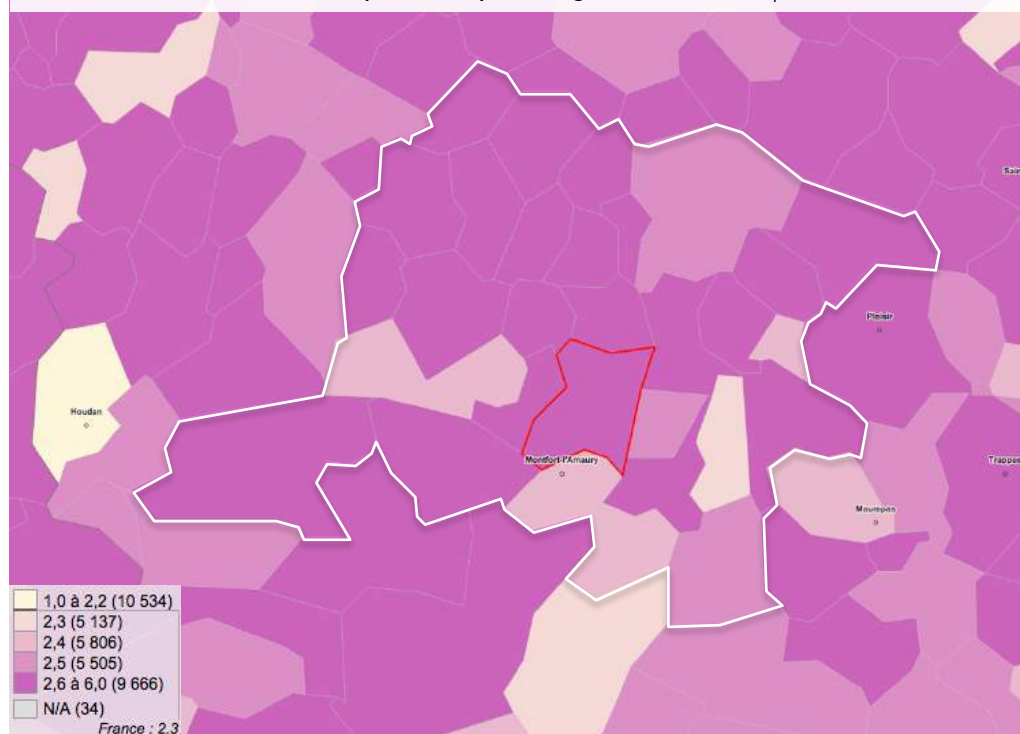 Sain
Plaisir
Houdan
Montfort-l'Amaury
Trappes
Maurepas
1,0 à 2,2 (10 534)
2,3 (5 137)
2,4 (5 806)
2,5 (5 505)
2,6 à 6,0 (9 666)
N/A (34)
France : 2.3